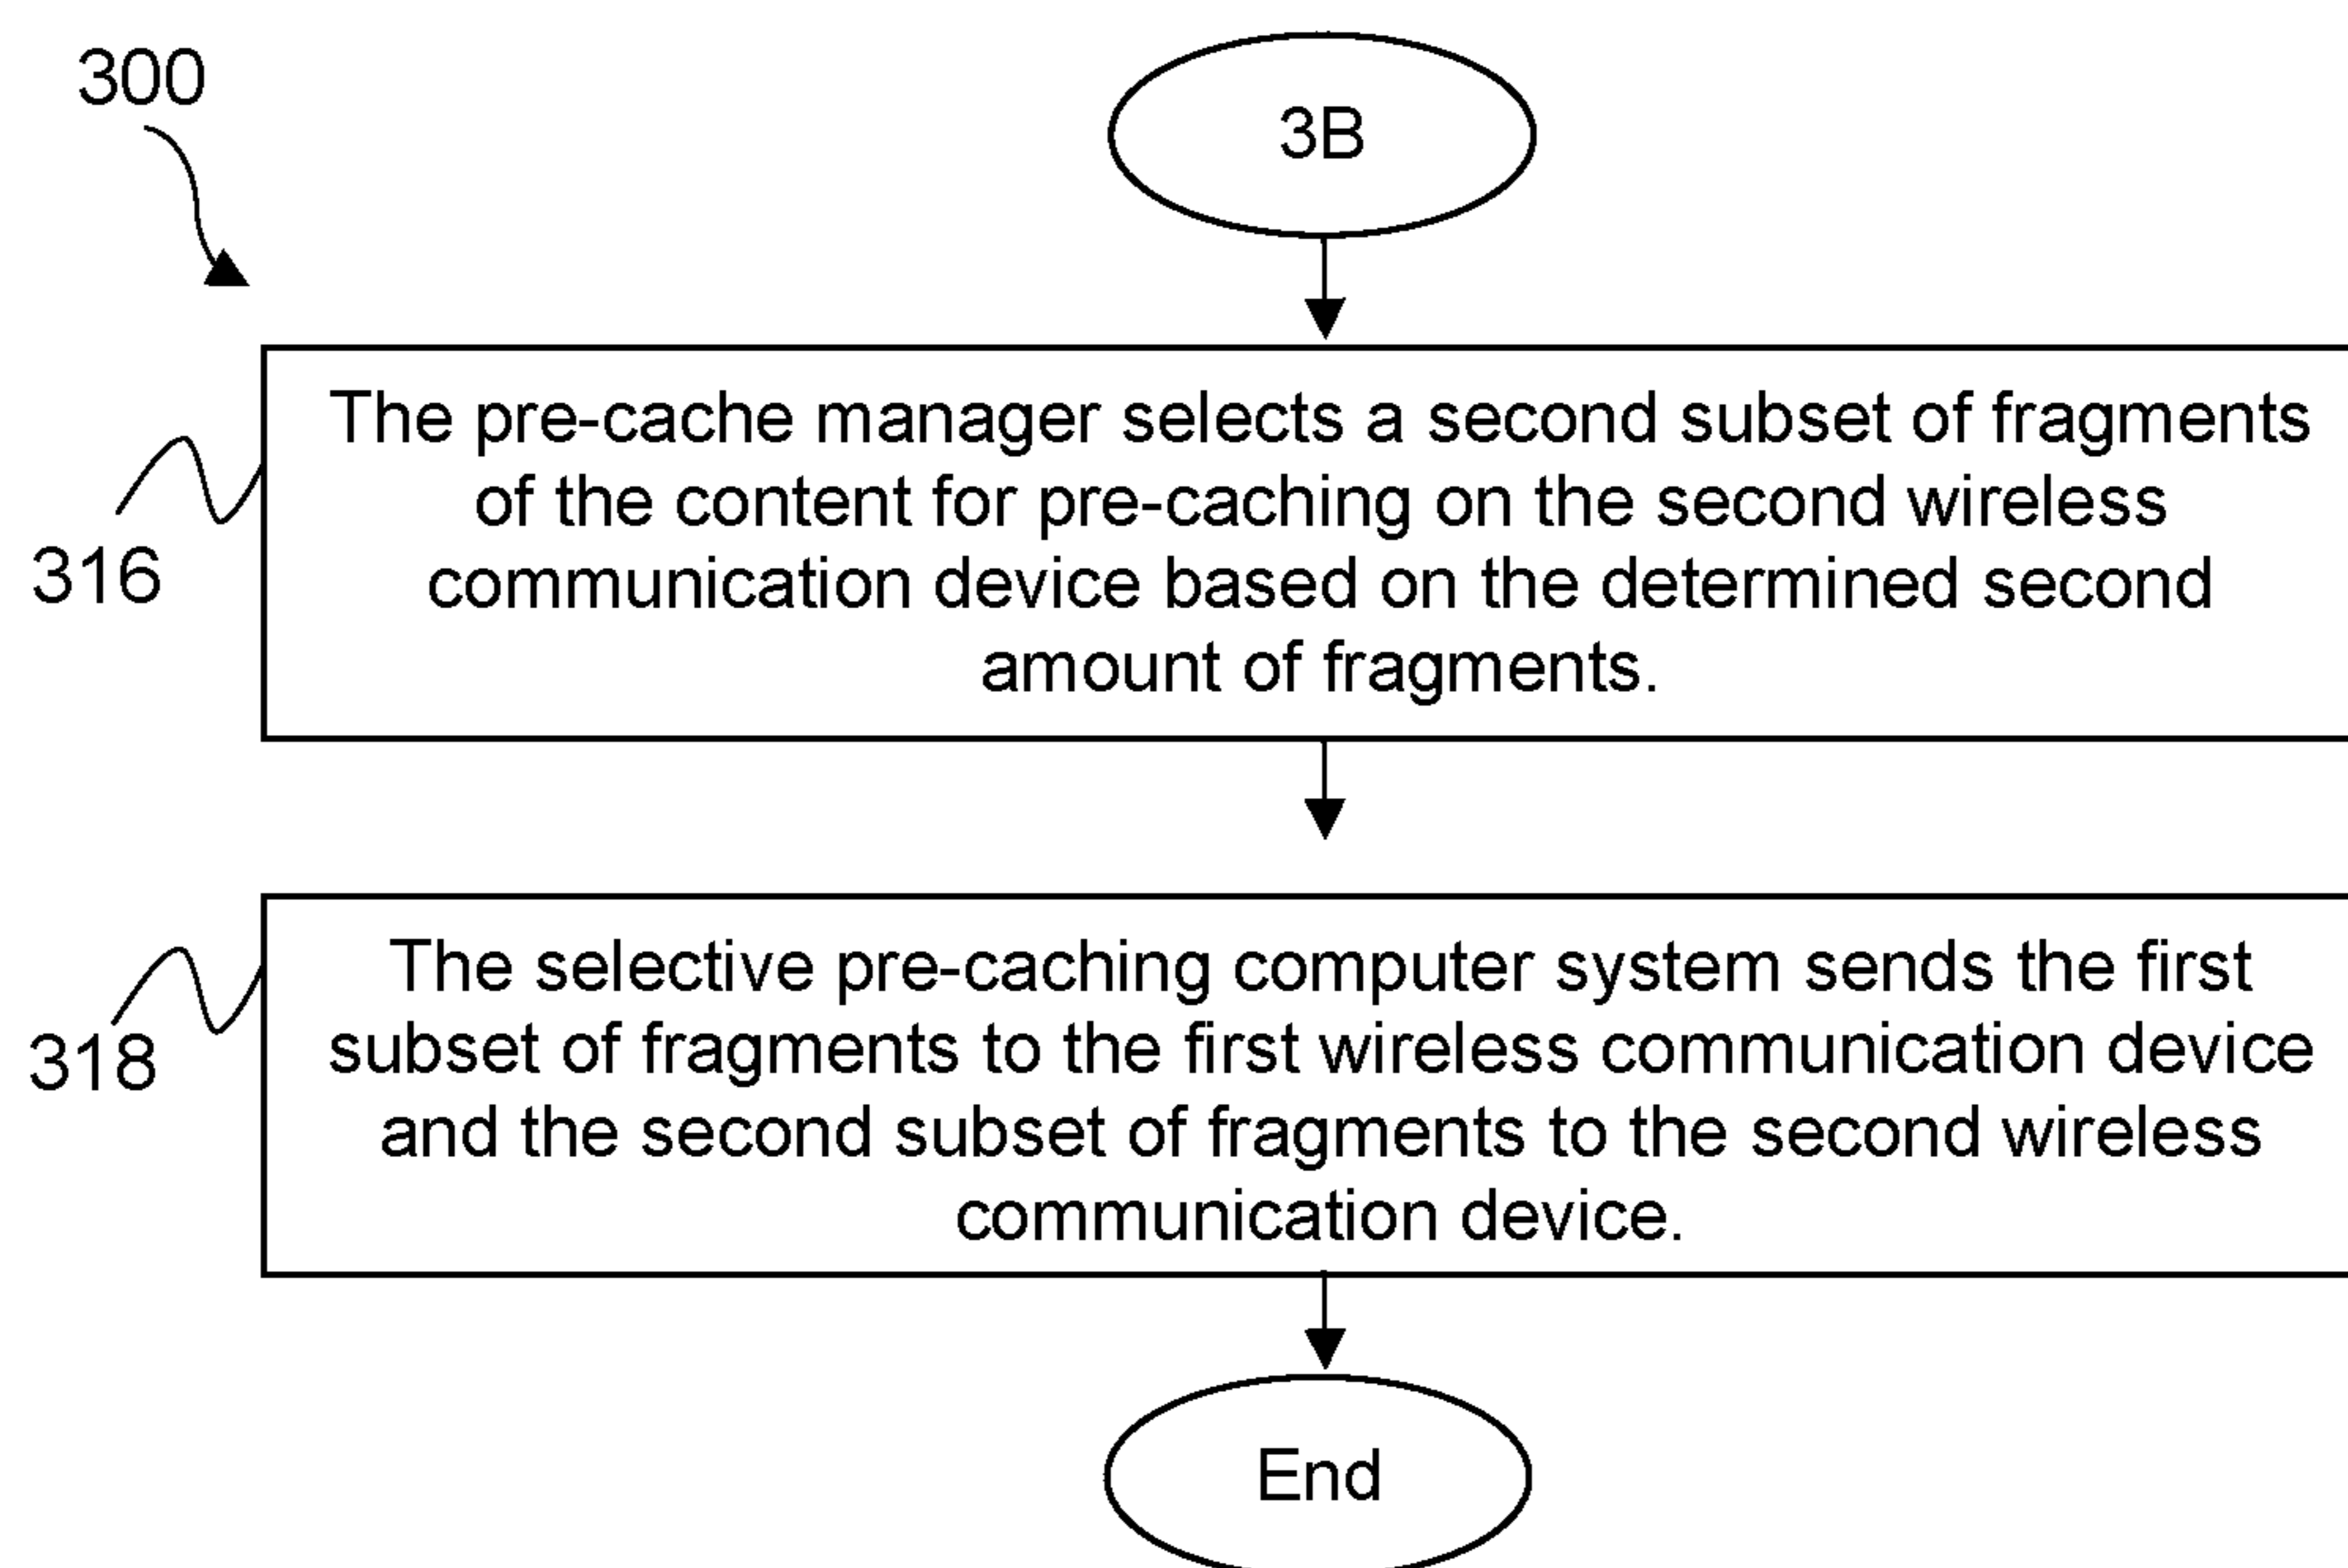 300
3B
The pre-cache manager selects a second subset of fragments
of the content for pre-caching on the second wireless
communication device based on the determined second
amount of fragments.
316
The selective pre-caching computer system sends the first
subset of fragments to the first wireless communication device
and the second subset of fragments to the second wireless
communication device.
318
End